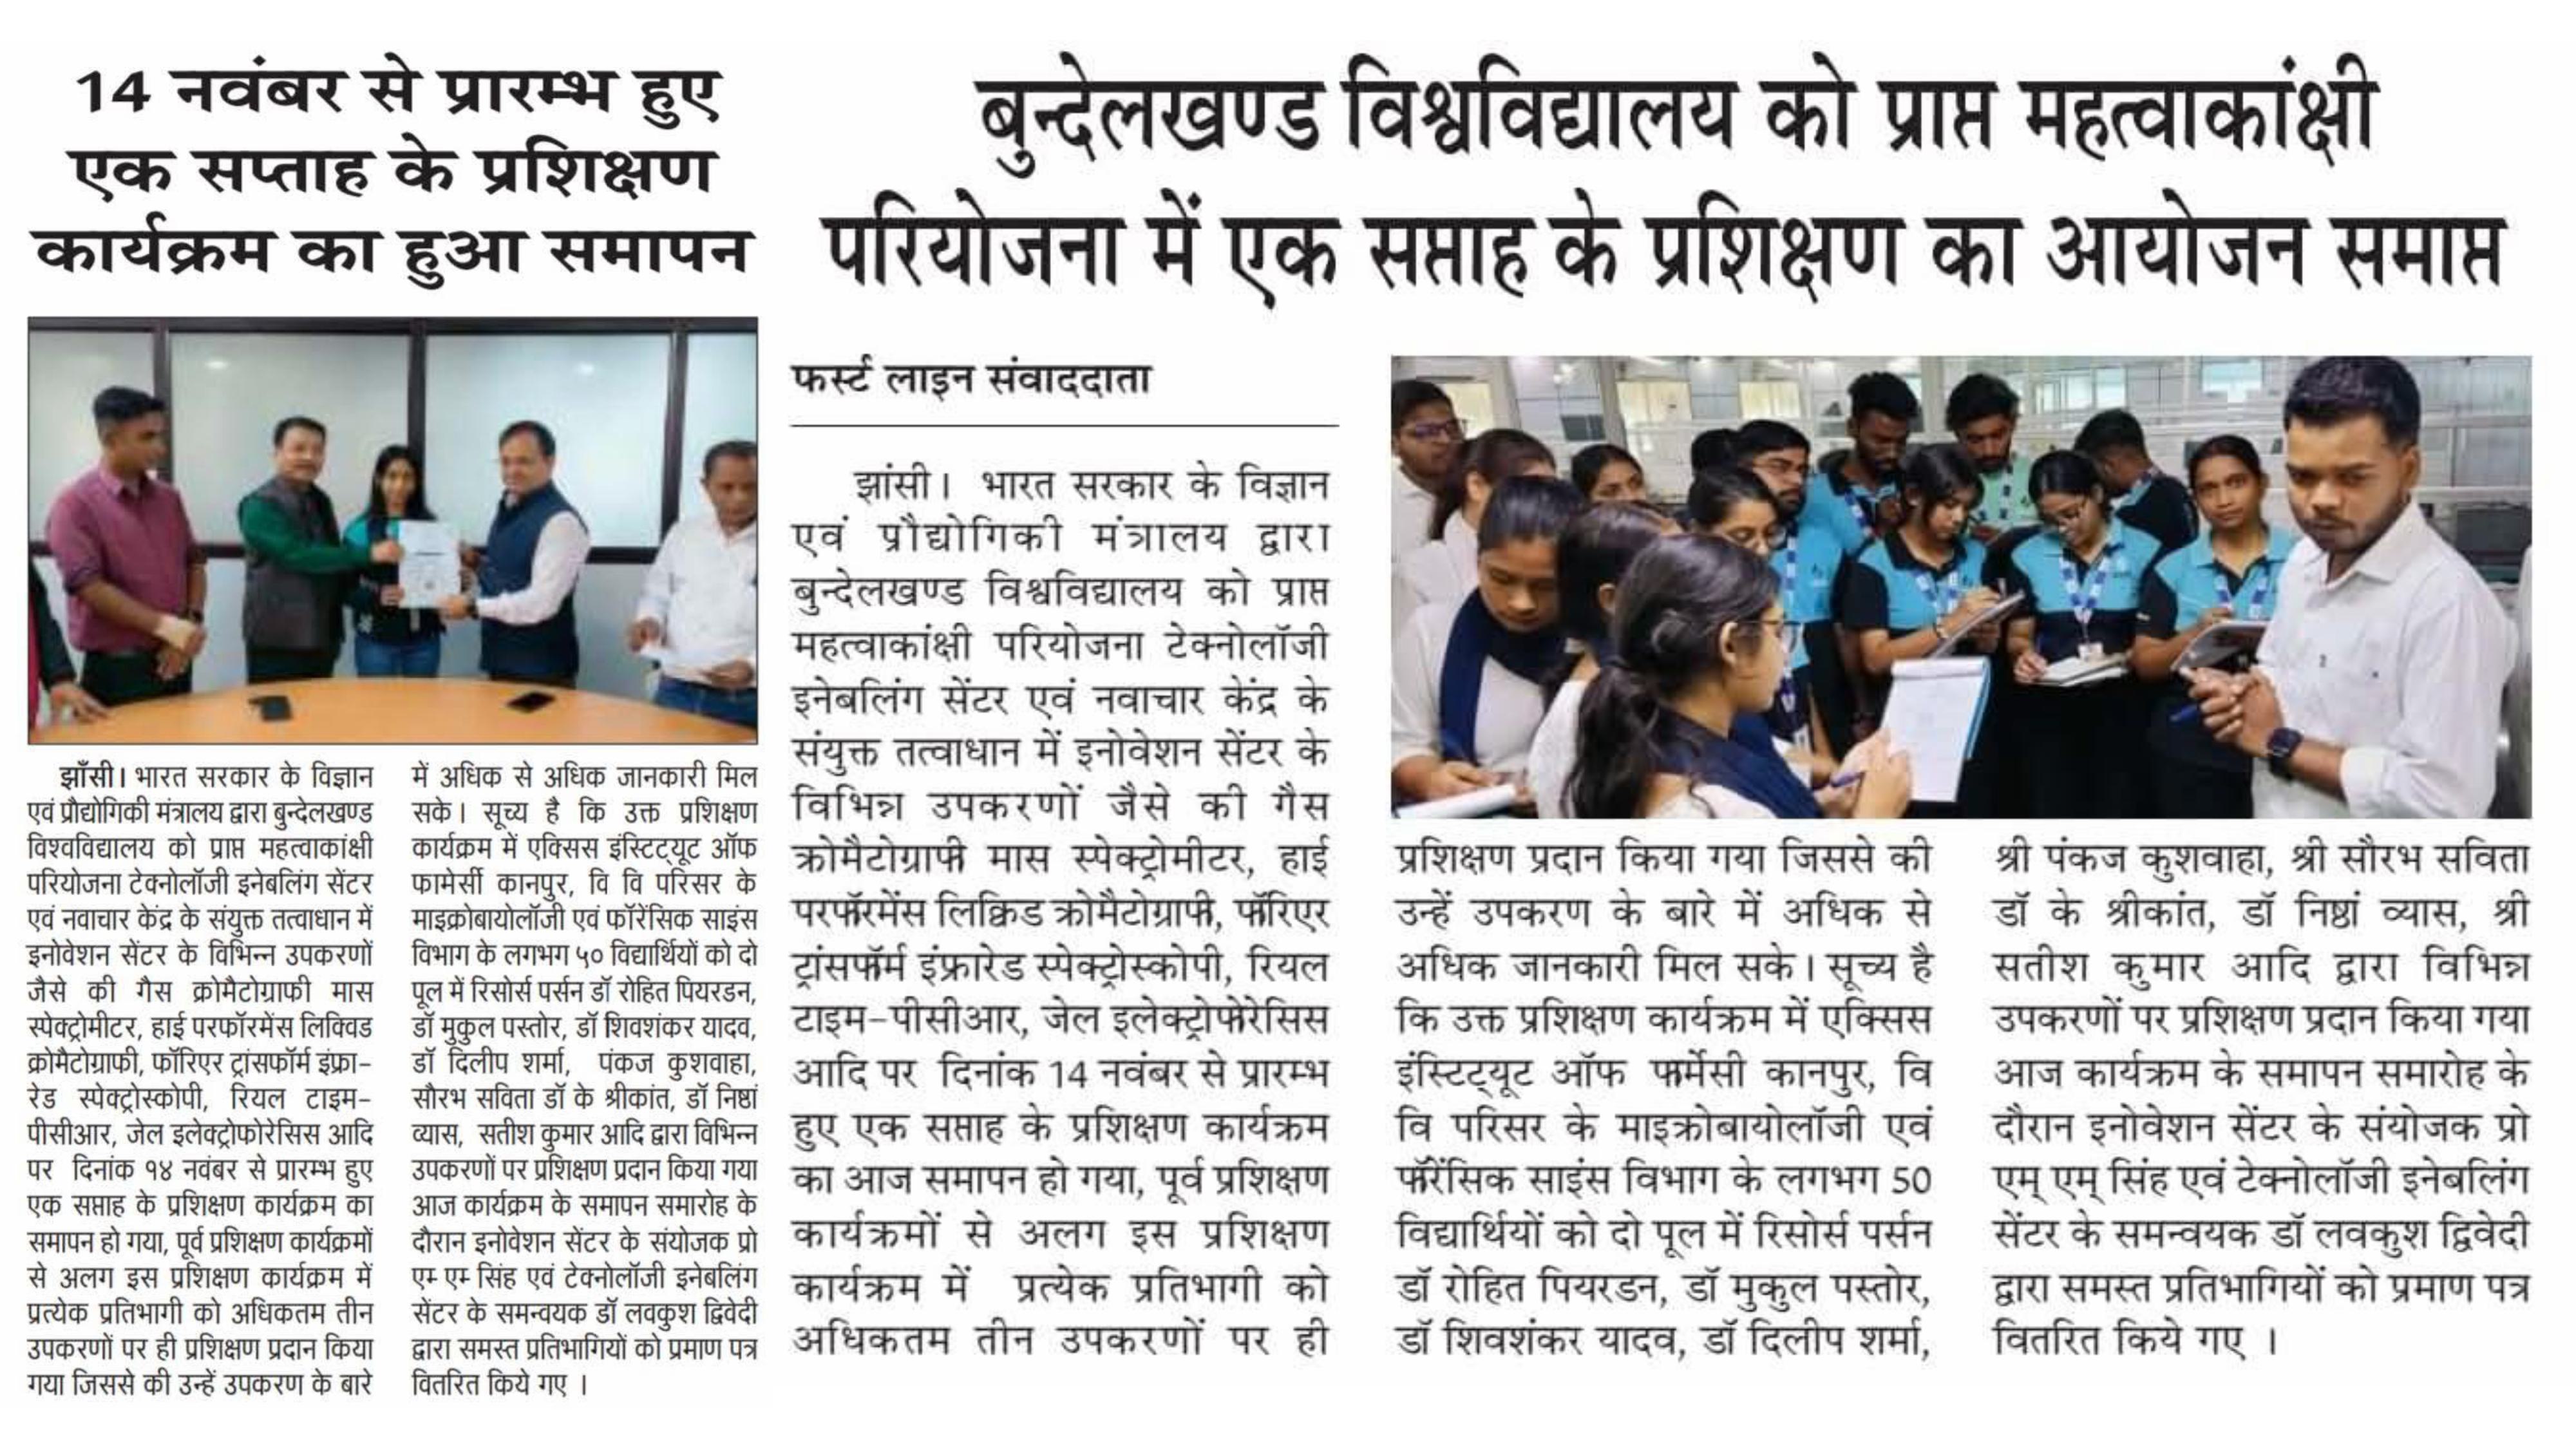 14 नवंबर से प्रारम्भ हुए
एक सप्ताह के प्रशिक्षण
कार्यक्रम का हुआ समापन
झाँसी। भारत सरकार के विज्ञान
एवं प्रौद्योगिकी मंत्रालय द्वारा बुन्देलखण्ड
विश्वविद्यालय को प्राप्त महत्वाकांक्षी
परियोजना टेक्नोलॉजी इनेबलिंग सेंटर
एवं नवाचार केंद्र के संयुक्त तत्वाधान में
इनोवेशन सेंटर के विभिन्न उपकरणों
जैसे की गैस क्रोमैटोग्राफी मास
स्पेक्ट्रोमीटर, हाई परफॉरमेंस लिक्विड
क्रोमैटोग्राफी, फॉरिएर ट्रांसफॉर्म इंफ्रा-
रेड स्पेक्ट्रोस्कोपी, रियल टाइम-
पीसीआर, जेल इलेक्ट्रोफोरेसिस आदि
पर दिनांक १४ नवंबर से प्रारम्भ हुए
एक सप्ताह के प्रशिक्षण कार्यक्रम का
समापन हो गया, पूर्व प्रशिक्षण कार्यक्रमों
से अलग इस प्रशिक्षण कार्यक्रम में
प्रत्येक प्रतिभागी को अधिकतम तीन
उपकरणों पर ही प्रशिक्षण प्रदान किया
गया जिससे की उन्हें उपकरण के बारे
में अधिक से अधिक जानकारी मिल
सके। सूच्य है कि उक्त प्रशिक्षण
कार्यक्रम में एक्सिस इंस्टिट्यूट ऑफ
फामेर्सी कानपुर, वि वि परिसर के
माइक्रोबायोलॉजी एवं फॉरेंसिक साइंस
विभाग के लगभग ५० विद्यार्थियों को दो
पूल में रिसोर्स पर्सन डॉ रोहित पियरडन,
डॉ मुकुल पस्तोर, डॉ शिवशंकर यादव,
डॉ दिलीप शर्मा, पंकज कुशवाहा,
सौरभ सविता डॉ के श्रीकांत, डॉ निष्ठां
व्यास, सतीश कुमार आदि द्वारा विभिन्न
उपकरणों पर प्रशिक्षण प्रदान किया गया
आज कार्यक्रम के समापन समारोह के
दौरान इनोवेशन सेंटर के संयोजक प्रो
एम् एम् सिंह एवं टेक्नोलॉजी इनेबलिंग
सेंटर के समन्वयक डॉ लवकुश द्विवेदी
द्वारा समस्त प्रतिभागियों को प्रमाण पत्र
वितरित किये गए ।
बुन्देलखण्ड विश्वविद्यालय को प्राप्त महत्वाकांक्षी
परियोजना में एक सप्ताह के प्रशिक्षण का आयोजन समाप्त
फर्स्ट लाइन संवाददाता
झांसी। भारत सरकार के विज्ञान
एवं प्रौद्योगिकी मंत्रालय द्वारा
बुन्देलखण्ड विश्वविद्यालय को प्राप्त
महत्वाकांक्षी परियोजना टेक्नोलॉजी
इनेबलिंग सेंटर एवं नवाचार केंद्र के
संयुक्त तत्वाधान में इनोवेशन सेंटर के
विभिन्न उपकरणों जैसे की गैस
क्रोमैटोग्राफी मास स्पेक्ट्रोमीटर, हाई
परफॉरमेंस लिक्विड क्रोमैटोग्राफी, फॉरिएर
ट्रांसफॉर्म इंफ्रारेड स्पेक्ट्रोस्कोपी, रियल
टाइम-पीसीआर, जेल इलेक्ट्रोफोरेसिस
आदि पर दिनांक 14 नवंबर से प्रारम्भ
हुए एक सप्ताह के प्रशिक्षण कार्यक्रम
का आज समापन हो गया, पूर्व प्रशिक्षण
कार्यक्रमों से अलग इस प्रशिक्षण
कार्यक्रम में प्रत्येक प्रतिभागी को
अधिकतम तीन उपकरणों पर ही
प्रशिक्षण प्रदान किया गया जिससे की
उन्हें उपकरण के बारे में अधिक से
अधिक जानकारी मिल सके। सूच्य है
कि उक्त प्रशिक्षण कार्यक्रम में एक्सिस
इंस्टिट्यूट ऑफ फार्मेसी कानपुर, वि
वि परिसर के माइक्रोबायोलॉजी एवं
फॉरेंसिक साइंस विभाग के लगभग 50
विद्यार्थियों को दो पूल में रिसोर्स पर्सन
डॉ रोहित पियरडन, डॉ मुकुल पस्तोर,
डॉ शिवशंकर यादव, डॉ दिलीप शर्मा,
श्री पंकज कुशवाहा, श्री सौरभ सविता
डॉ के श्रीकांत, डॉ निष्ठां व्यास, श्री
सतीश कुमार आदि द्वारा विभिन्न
उपकरणों पर प्रशिक्षण प्रदान किया गया
आज कार्यक्रम के समापन समारोह के
दौरान इनोवेशन सेंटर के संयोजक प्रो
एम् एम् सिंह एवं टेक्नोलॉजी इनेबलिंग
सेंटर के समन्वयक डॉ लवकुश द्विवेदी
द्वारा समस्त प्रतिभागियों को प्रमाण पत्र
वितरित किये गए ।